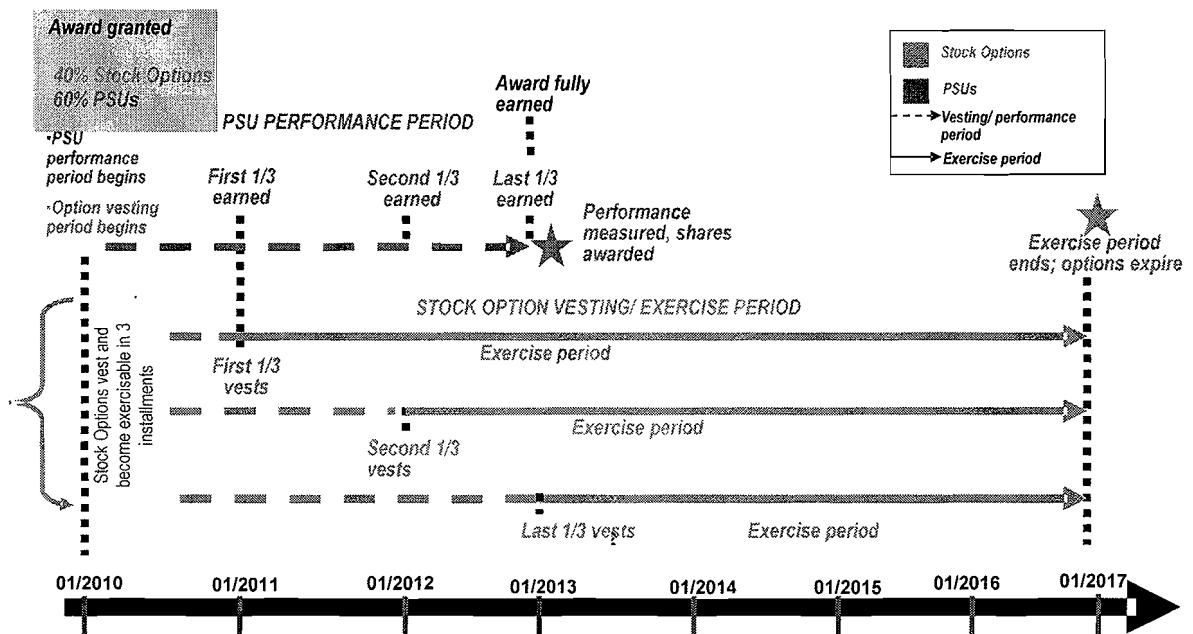 Award granted
40% Stock Options
60% PSUs
•PSU
performance
period begins
•Option vesting
period begins
PSU PERFORMANCE PERIOD
First 1/3
earned
Second 1/3
earned
Award fully
earned
Last 1/3
earned
Performance
measured, shares
awarded
Stock Options
PSUs
Vesting/ performance
period
Exercise period
Exercise period
ends; options expire
STOCK OPTION VESTING/ EXERCISE PERIOD
Stock Options vest and
become exercisable in 3
installments
Exercise period
First 1/3
vests
Exercise period
Second 1/3
vests
Last 1/3 vests
Exercise period
01/2010
01/2011
01/2012
01/2013
01/2014
01/2015
01/2016
01/2017